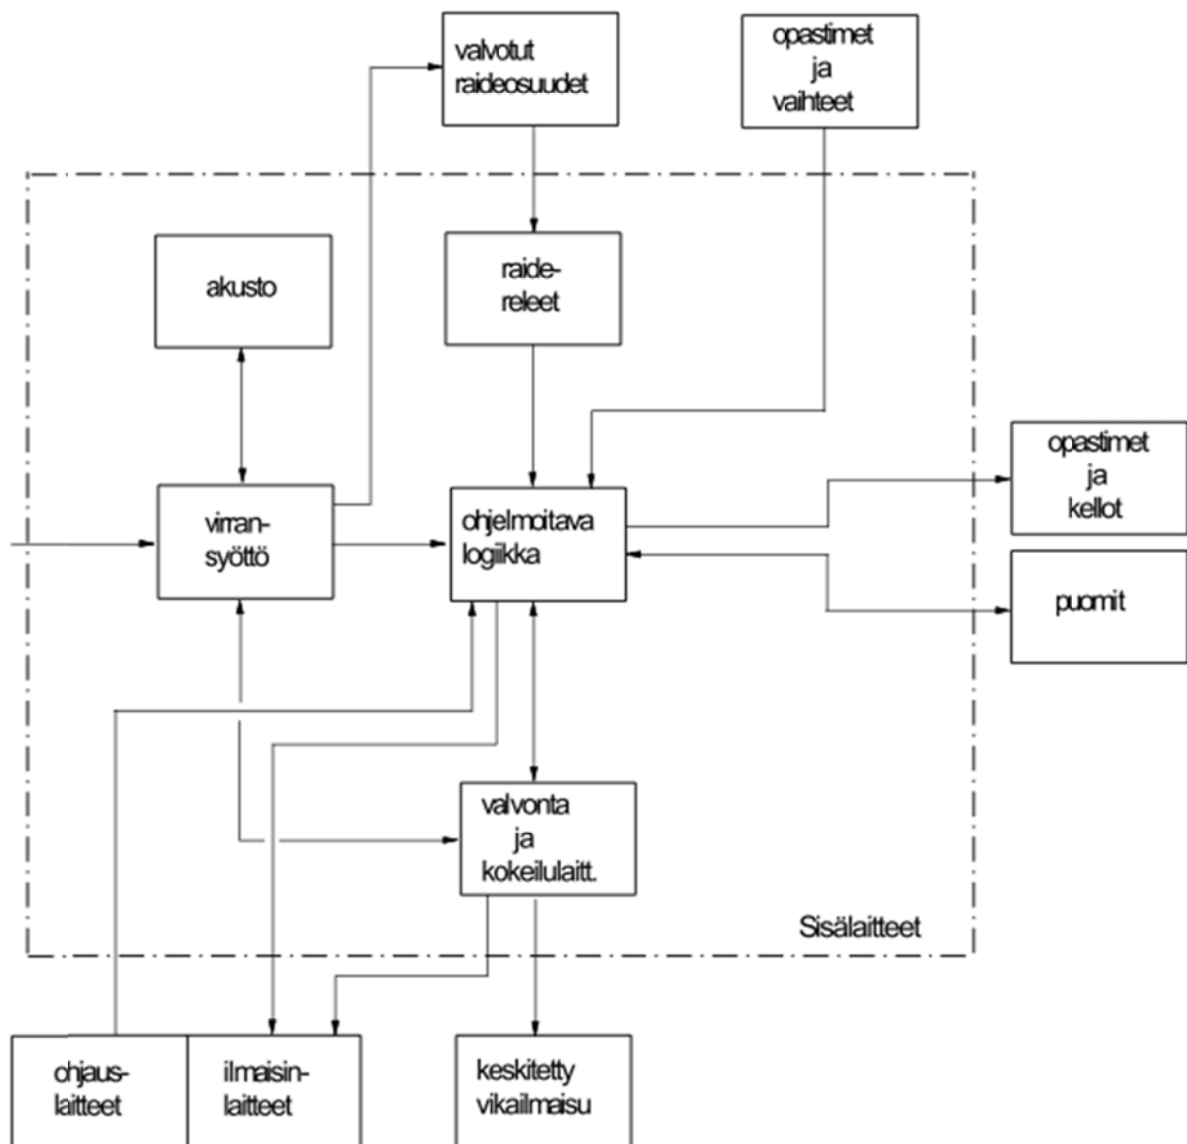 valvotut
raideosuudet
opastimet
ja
vaihteet
akusto
raide-
releet
virran-
syöttö
ohjelmoitava
logiikka
opastimet
ja
kellot
puomit
valvonta
ja
kokeilulaitt.
Sisälaitteet
ohjaus-
laitteet
ilmaisin-
laitteet
keskitetty
vikailmaisu